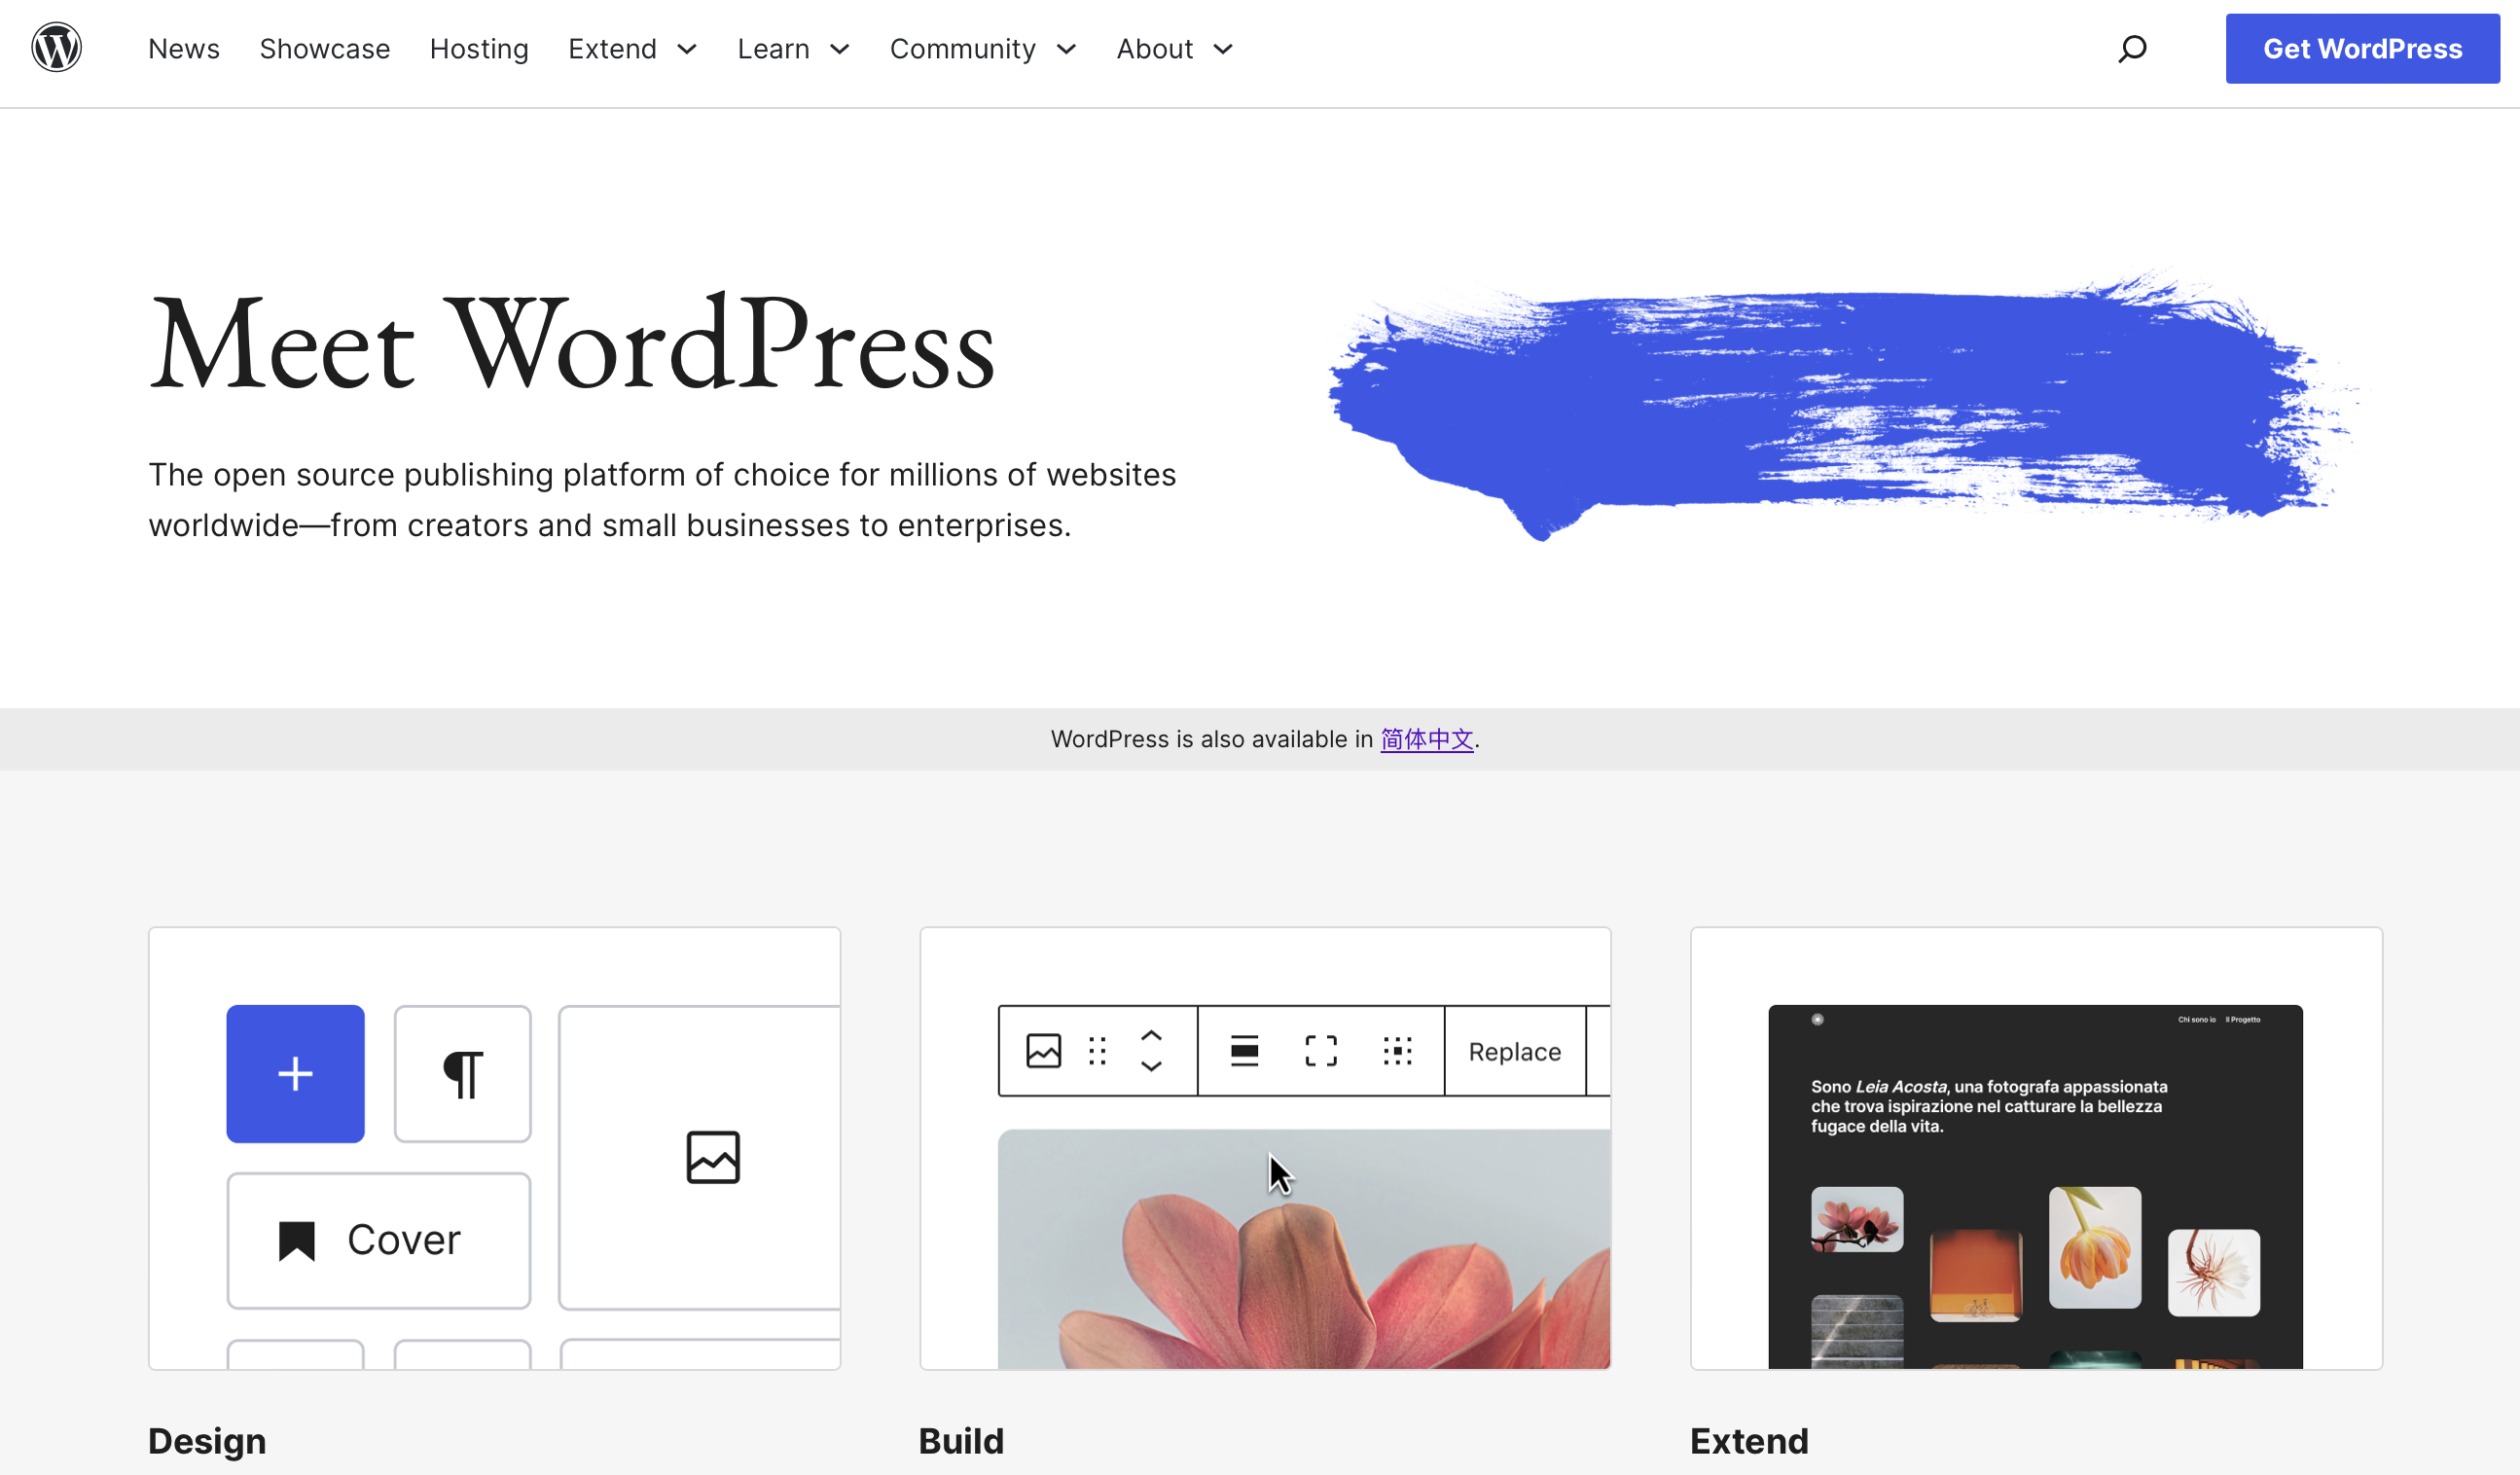 News Showcase Hosting Extend Learn Community About Get WordPress
Meet WordPress
The open source publishing platform of choice for millions of websites
worldwide—from creators and small businesses to enterprises.
WordPress is also available in 简体中文.
¶
Cover
Replace
Chi sono io Il Progetto
Sono Leia Acosta, una fotografa appassionata
che trova ispirazione nel catturare la bellezza
fugace della vita.
Design
Build
Extend